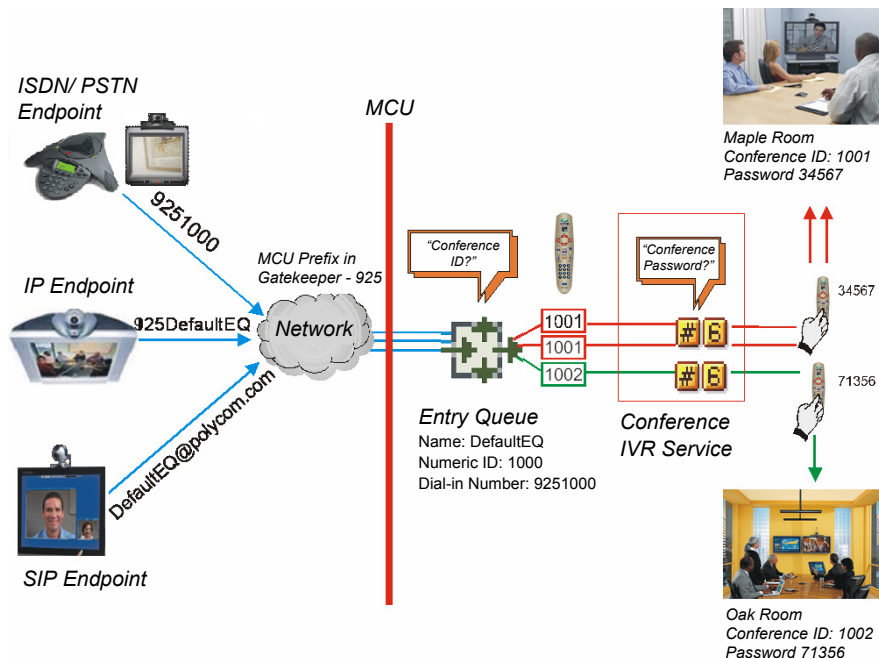 ISDN/ PSTN
Endpoint
9251000
IP Endpoint
925DefaultEQ
DefaultEQ@polycom.com
SIP Endpoint
MCU
MCU Prefix in
Gatekeeper - 925
Network
“Conference
ID?”
Entry Queue
Name: DefaultEQ
Numeric ID: 1000
Dial-in Number: 9251000
1001
1001
1002
“Conference
Password?”
# 6
# 6
Conference
IVR Service
34567
71356
Maple Room
Conference ID: 1001
Password 34567
Oak Room
Conference ID: 1002
Password 71356